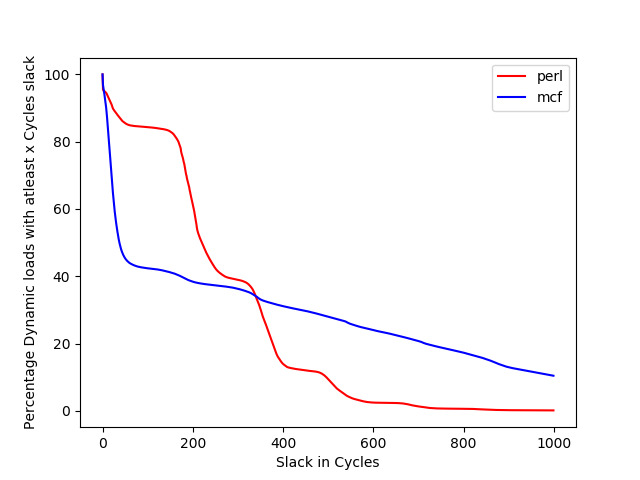 perl
mcf
100
80
60
40
20
0
Percentage Dynamic loads with atleast x Cycles slack
0 200 400 600 800 1000
Slack in Cycles